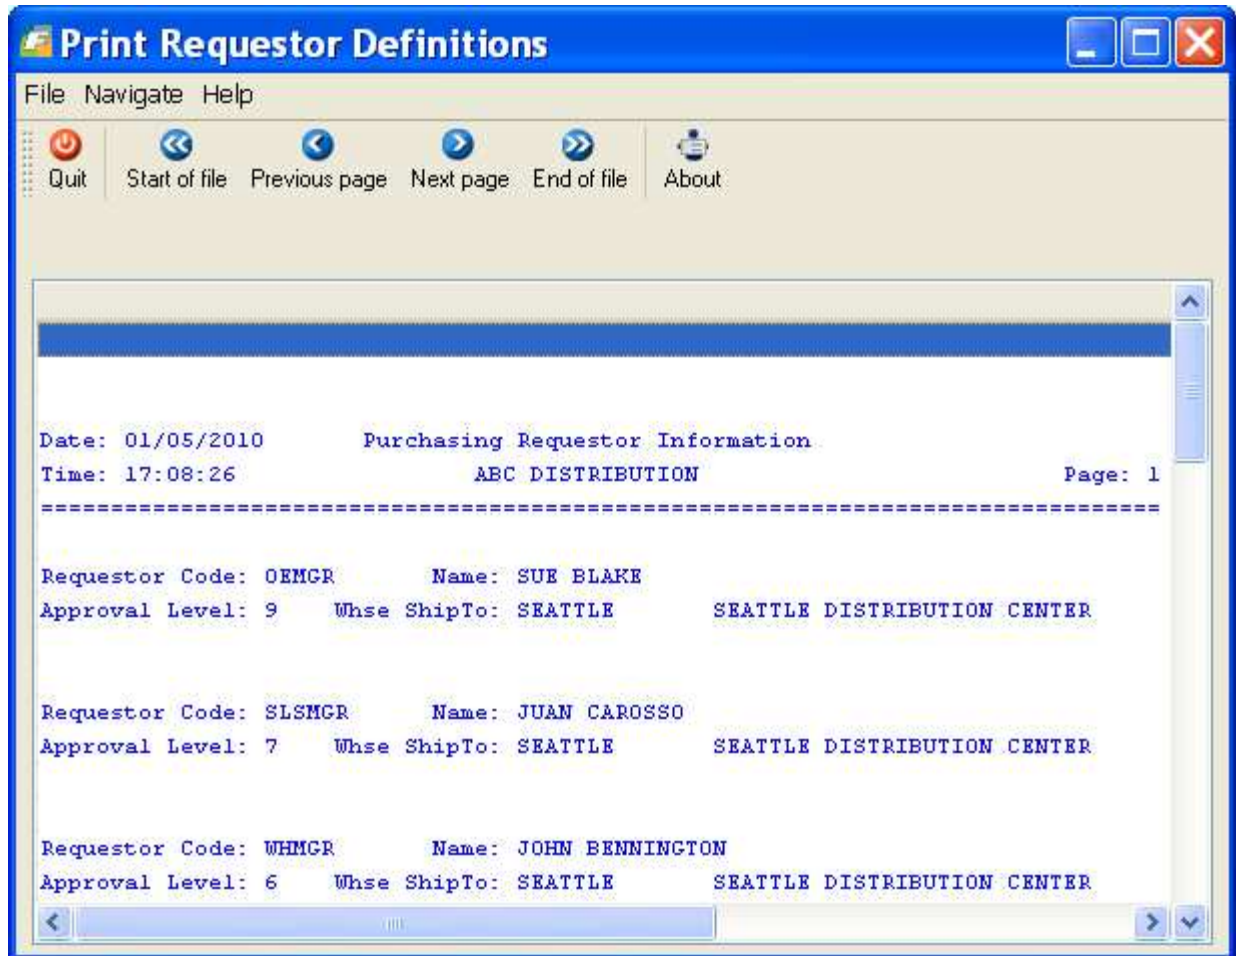 Print Requestor Definitions
File Navigate Help
Quit Start of file Previous page Next page End of file About
Date: 01/05/2010 Purchasing Requestor Information
Time: 17:08:26 ABC DISTRIBUTION Page: 1
================================================================================
Requestor Code: OEMGR Name: SUE BLAKE
Approval Level: 9 Whse ShipTo: SEATTLE SEATTLE DISTRIBUTION CENTER
Requestor Code: SLSMGR Name: JUAN CAROSSO
Approval Level: 7 Whse ShipTo: SEATTLE SEATTLE DISTRIBUTION CENTER
Requestor Code: WHMGR Name: JOHN BENNINGTON
Approval Level: 6 Whse ShipTo: SEATTLE SEATTLE DISTRIBUTION CENTER